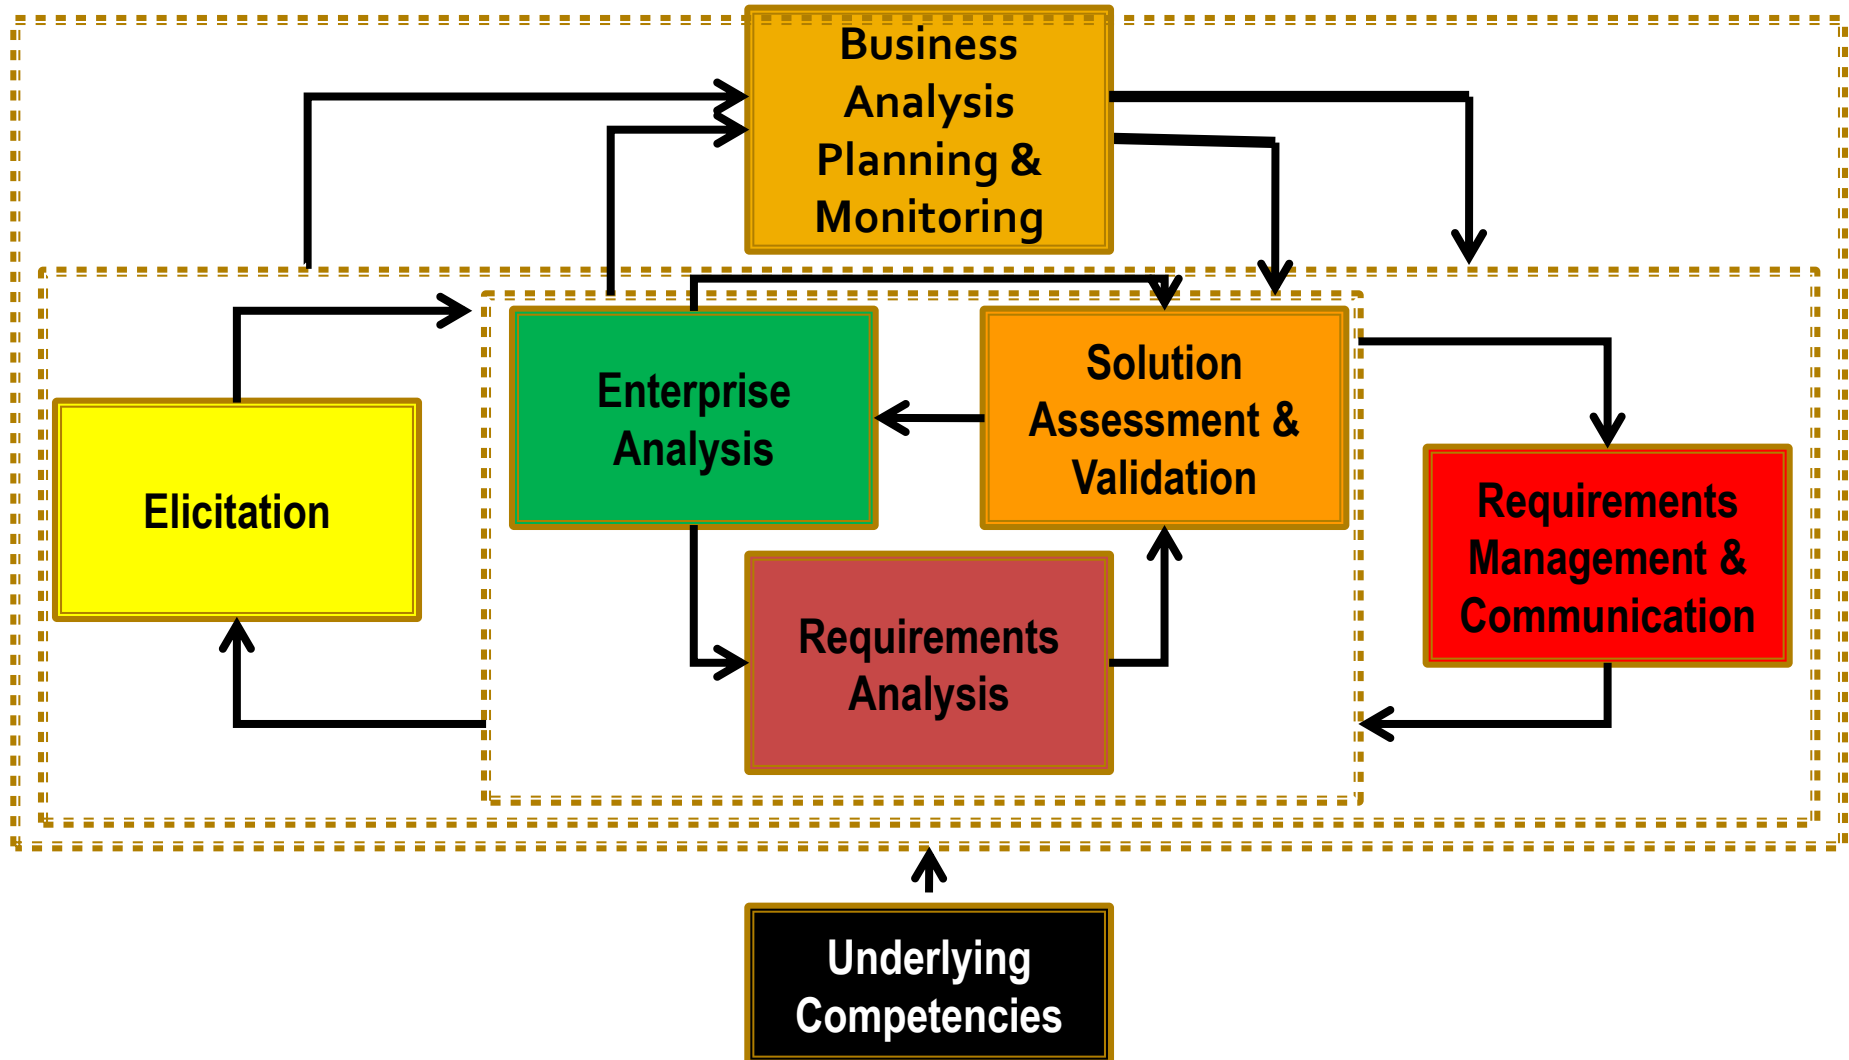 Business
Analysis
Planning &
Monitoring
Enterprise
Analysis
Solution
Assessment &
Validation
Elicitation
Requirements
Management &
Communication
Requirements
Analysis
Underlying
Competencies